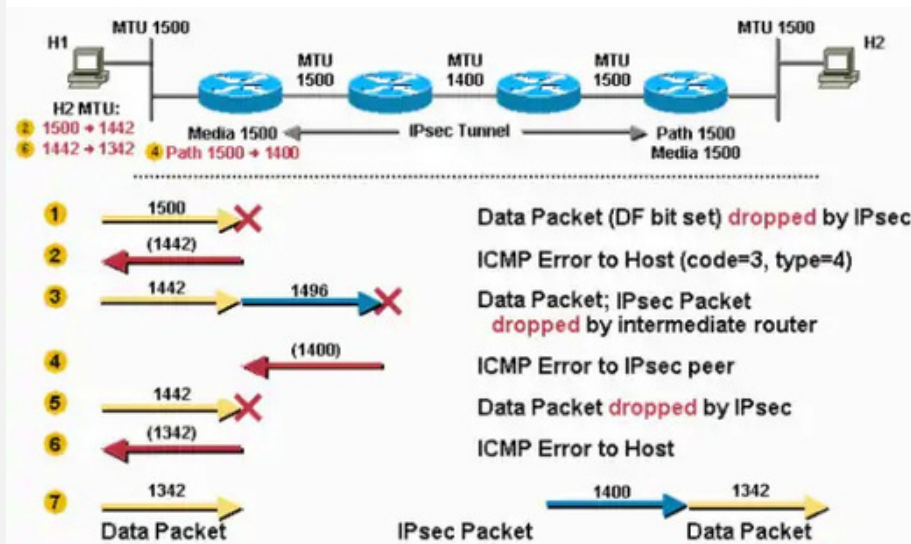 MTU 1500
MTU 1500
H1
H2
MTU
1500
MTU
1400
MTU
1500
H2 MTU:
2 1500 → 1442
6 1442 → 1342
Media 1500
4 Path 1500 → 1400
IPsec Tunnel
Path 1500
Media 1500
1
1500
Data Packet (DF bit set) dropped by IPsec
2
(1442)
ICMP Error to Host (code=3, type=4)
3
1442
1496
Data Packet; IPsec Packet
dropped by intermediate router
4
(1400)
ICMP Error to IPsec peer
5
1442
Data Packet dropped by IPsec
6
(1342)
ICMP Error to Host
7
1342
1400
1342
Data Packet
IPsec Packet
Data Packet